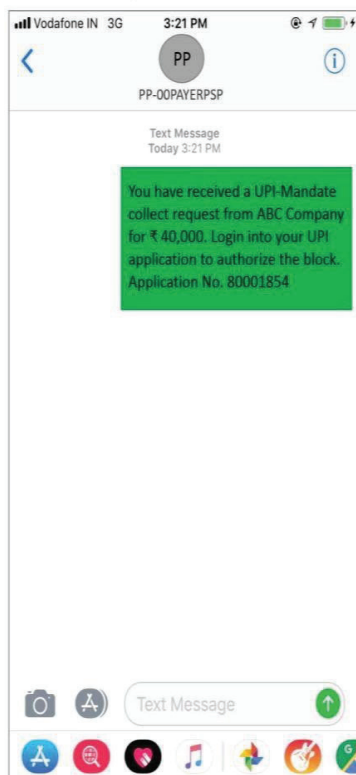 Vodafone IN 3G 3:21 PM
PP
PP-OOPAYERPSP
Text Message
Today 3:21 PM
You have received a UPI-Mandate
collect request from ABC Company
for ₹ 40,000. Login into your UPI
application to authorize the block.
Application No. 80001854
Text Message